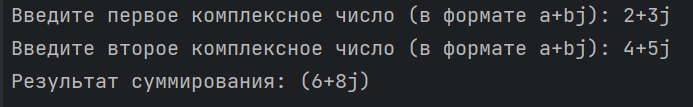 Введите первое комплексное число (в формате a+bj): 2+3j
Введите второе комплексное число (в формате a+bj): 4+5j
Результат суммирования: (6+8j)